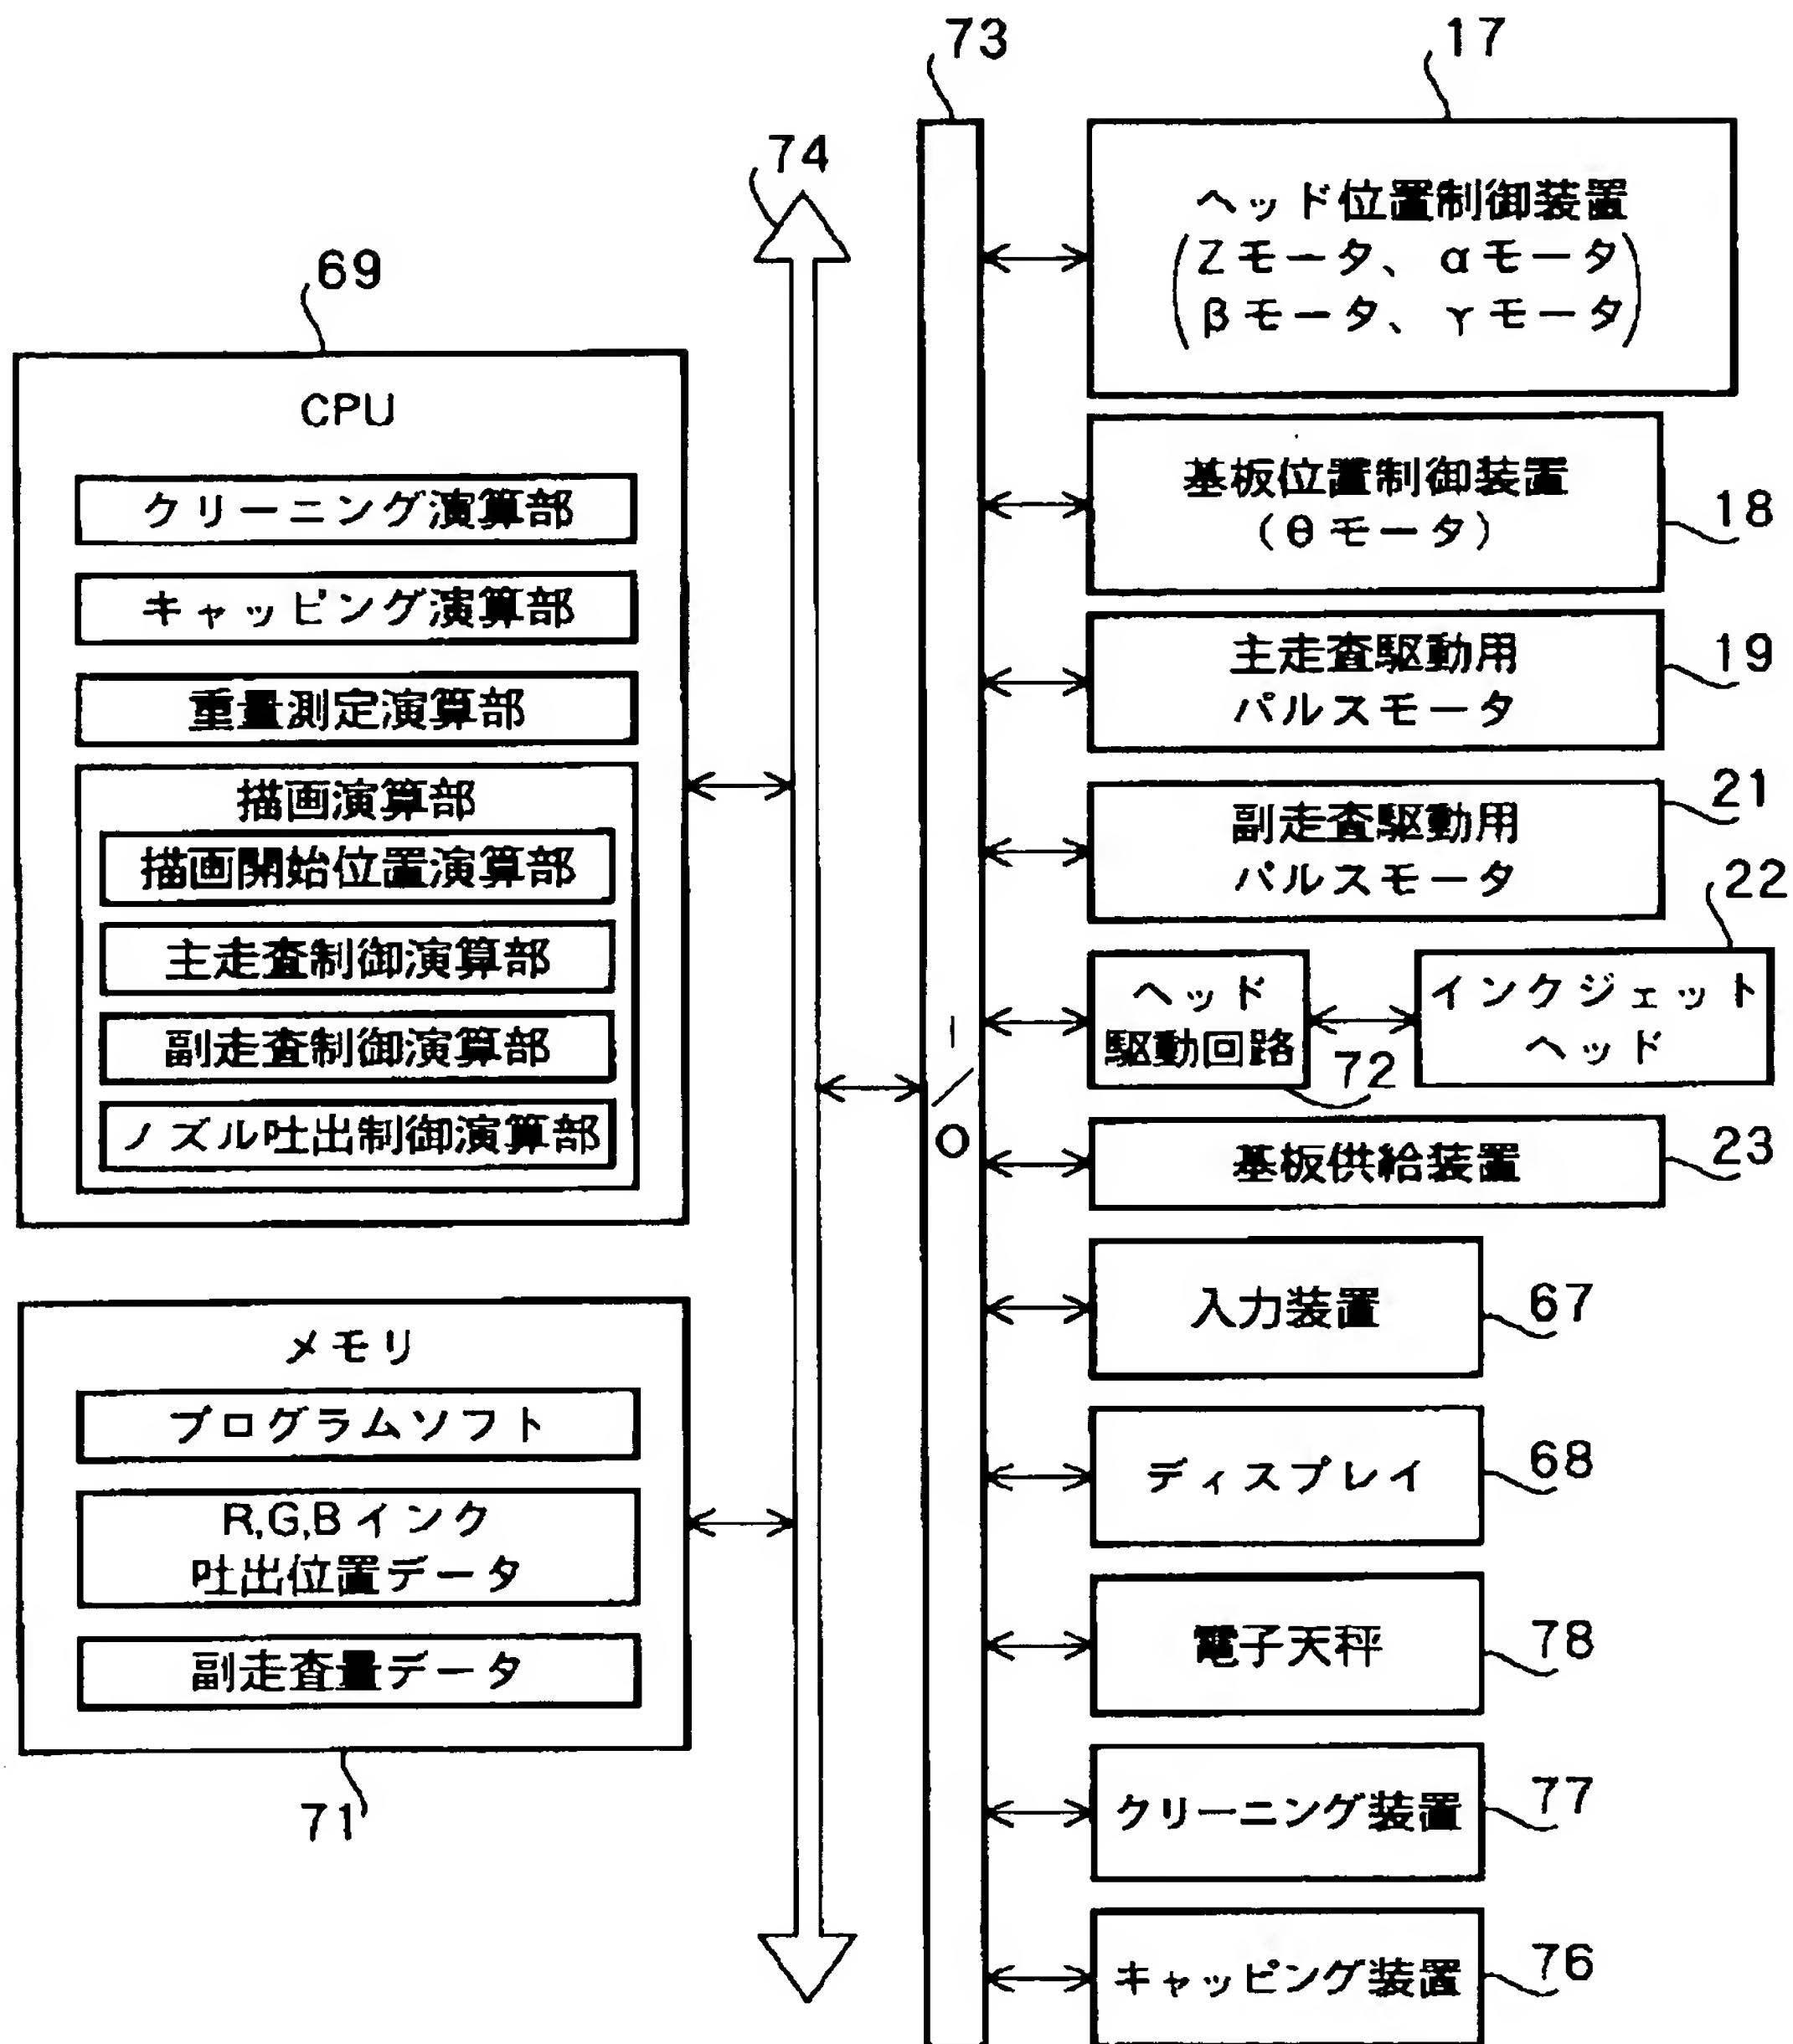 73
17
74
69
ヘッド位置制御装置
(Zモータ、αモータ
βモータ、γモータ)
CPU
クリーニング演算部
キャッピング演算部
重量測定演算部
描画演算部
描画開始位置演算部
主走査制御演算部
副走査制御演算部
ノズル吐出制御演算部
基板位置制御装置
(θモータ)
18
主走査駆動用
パルスモータ
19
副走査駆動用
パルスモータ
21
22
ヘッド
駆動回路
72
インクジェット
ヘッド
I/O
基板供給装置
23
入力装置
67
メモリ
プログラムソフト
R,G,Bインク
吐出位置データ
副走査量データ
71
ディスプレイ
68
電子天秤
78
クリーニング装置
77
キャッピング装置
76